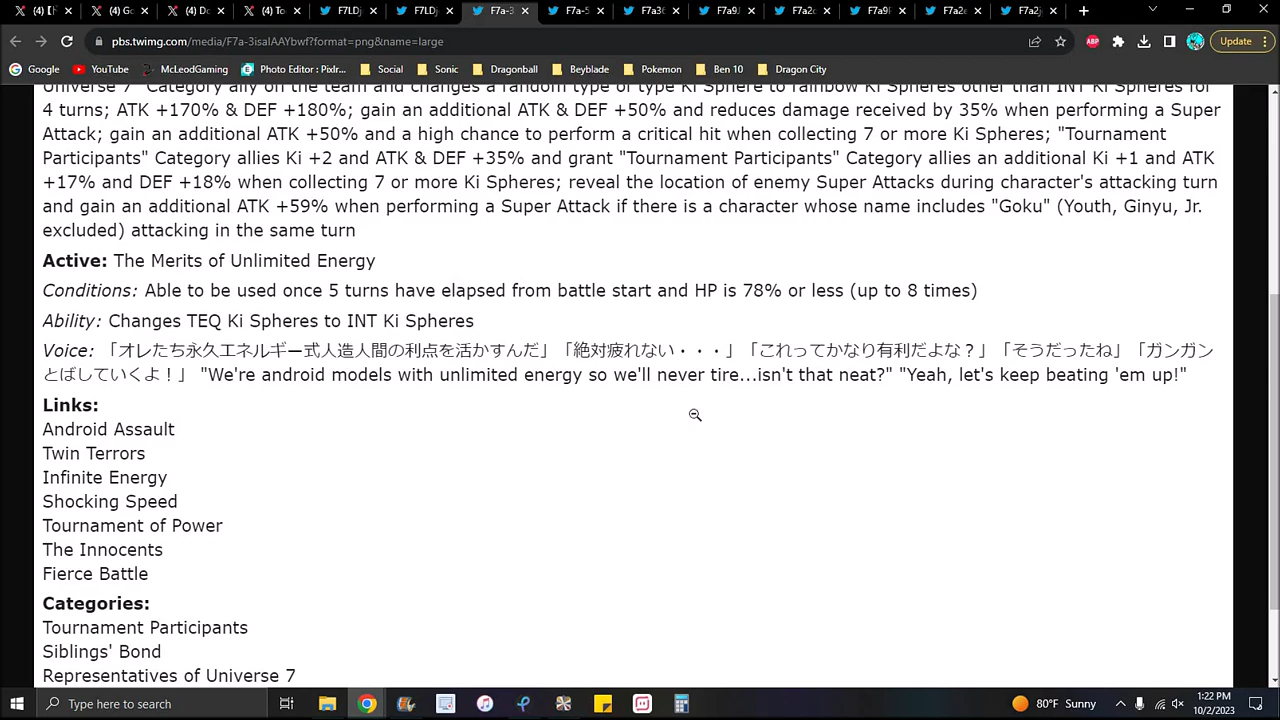 F7LDj
F7LDj
F7a-3
F7a-5
F7a36
F7a9J
F7a2c
F7a9F
F7a2e
F7a2j
pbs.twimg.com/media/F7a-3isaIAAYbwf?format=png&name=large
ABP
Update
Google
YouTube
McLeodGaming
Photo Editor : Pixlr...
Social
Sonic
Dragonball
Beyblade
Pokemon
Ben 10
Dragon City
Universe 7" Category ally on the team and changes a random type of type Ki Sphere to rainbow Ki Spheres other than INT Ki Spheres for
4 turns; ATK +170% & DEF +180%; gain an additional ATK & DEF +50% and reduces damage received by 35% when performing a Super
Attack; gain an additional ATK +50% and a high chance to perform a critical hit when collecting 7 or more Ki Spheres; "Tournament
Participants" Category allies Ki +2 and ATK & DEF +35% and grant "Tournament Participants" Category allies an additional Ki +1 and ATK
+17% and DEF +18% when collecting 7 or more Ki Spheres; reveal the location of enemy Super Attacks during character's attacking turn
and gain an additional ATK +59% when performing a Super Attack if there is a character whose name includes "Goku" (Youth, Ginyu, Jr.
excluded) attacking in the same turn
Active: The Merits of Unlimited Energy
Conditions: Able to be used once 5 turns have elapsed from battle start and HP is 78% or less (up to 8 times)
Ability: Changes TEQ Ki Spheres to INT Ki Spheres
Voice: 「オレたち永久エネルギー式人造人間の利点を活かすんだ」「絶対疲れない・・・」「これってかなり有利だよな？」「そうだったね」「ガンガン
とばしていくよ！」 "We're android models with unlimited energy so we'll never tire...isn't that neat?" "Yeah, let's keep beating 'em up!"
Links:
Android Assault
Twin Terrors
Infinite Energy
Shocking Speed
Tournament of Power
The Innocents
Fierce Battle
Categories:
Tournament Participants
Siblings' Bond
Representatives of Universe 7
Type here to search
80°F Sunny
1:22 PM
10/2/2023